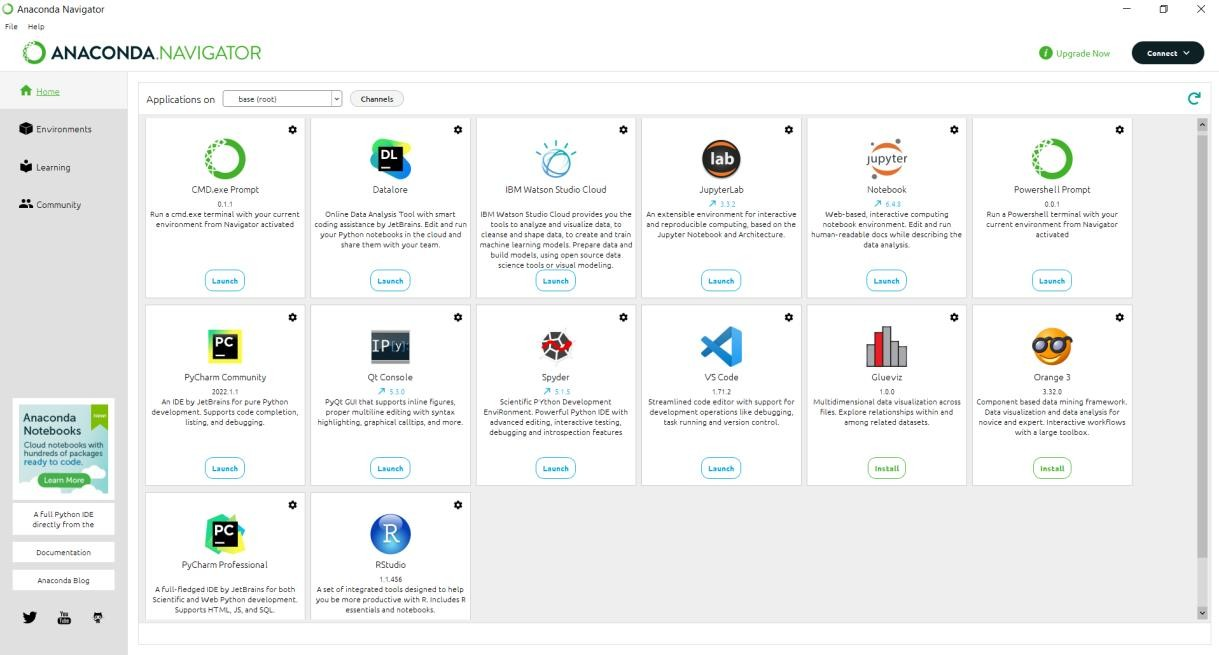 Anaconda Navigator
File Help
ANACONDA.NAVIGATOR
Upgrade Now
Connect
Home
Environments
Learning
Community
Applications on base (root) Channels
CMD.exe Prompt
0.1.1
Run a cmd.exe terminal with your current
environment from Navigator activated
Launch
DL
Datalore
Online Data Analysis Tool with smart
coding assistance by JetBrains. Edit and run
your Python notebooks in the cloud and
share them with your team.
Launch
IBM Watson Studio Cloud
IBM Watson Studio Cloud provides you the
tools to analyze and visualize data, to
cleanse and shape data, to create and train
machine learning models. Prepare data and
build models, using open source data
science tools or visual modeling.
Launch
lab
JupyterLab
3.3.2
An extensible environment for interactive
and reproducible computing, based on the
Jupyter Notebook and Architecture.
Launch
jupyter
Notebook
6.4.8
Web-based, interactive computing
notebook environment. Edit and run
human-readable docs while describing the
data analysis.
Launch
Powershell Prompt
0.0.1
Run a Powershell terminal with your
current environment from Navigator
activated
Launch
PC
PyCharm Community
2022.1.1
An IDE by JetBrains for pure Python
development. Supports code completion,
listing, and debugging.
Launch
IP[y]:
Qt Console
5.3.0
PyQt GUI that supports inline figures,
proper multiline editing with syntax
highlighting, graphical calltips, and more.
Launch
Spyder
5.1.5
Scientific PYthon Development
EnviRonment. Powerful Python IDE with
advanced editing, interactive testing,
debugging and introspection features
Launch
VS Code
1.71.2
Streamlined code editor with support for
development operations like debugging,
task running and version control.
Launch
Glueviz
1.0.0
Multidimensional data visualization across
files. Explore relationships within and
among related datasets.
Install
Orange 3
3.32.0
Component based data mining framework.
Data visualization and data analysis for
novice and expert. Interactive workflows
with a large toolbox.
Install
PC
PyCharm Professional
A full-fledged IDE by JetBrains for both
Scientific and Web Python development.
Supports HTML, JS, and SQL.
R
RStudio
1.1.456
A set of integrated tools designed to help
you be more productive with R. Includes R
essentials and notebooks.
Anaconda
Notebooks
New!
Cloud notebooks with
hundreds of packages
ready to code.
Learn More
A full Python IDE
directly from the
Documentation
Anaconda Blog
You
Tube